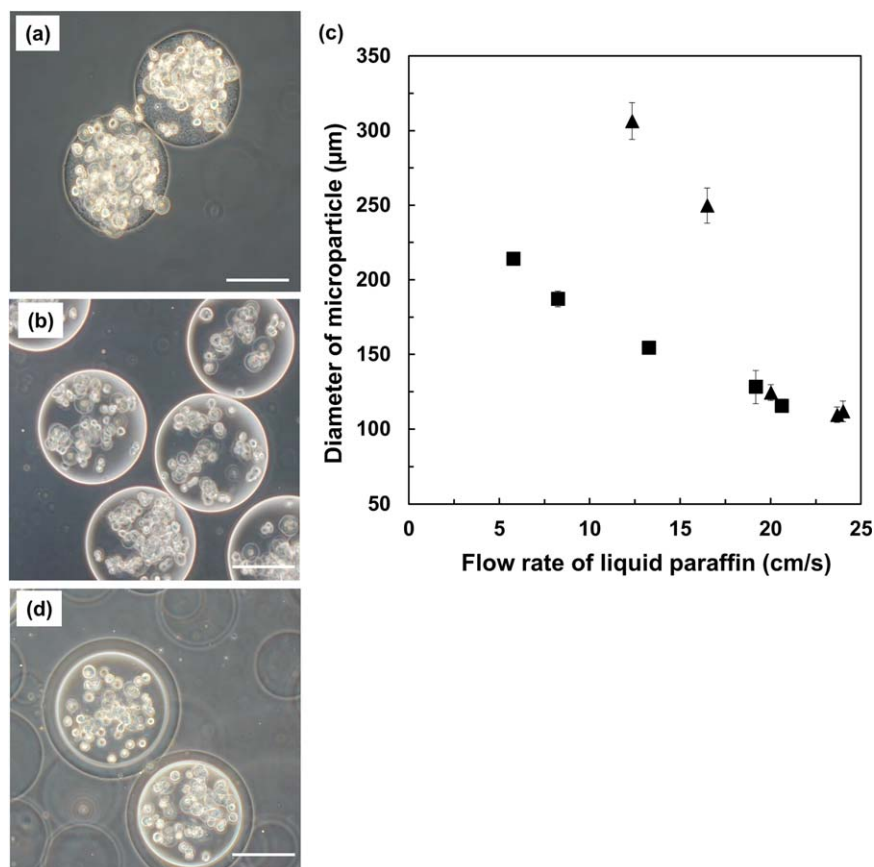 (a)
(b)
(d)
(c)
350
300
250
200
150
100
50
0
5
10
15
20
25
Diameter of microparticle (μm)
Flow rate of liquid paraffin (cm/s)